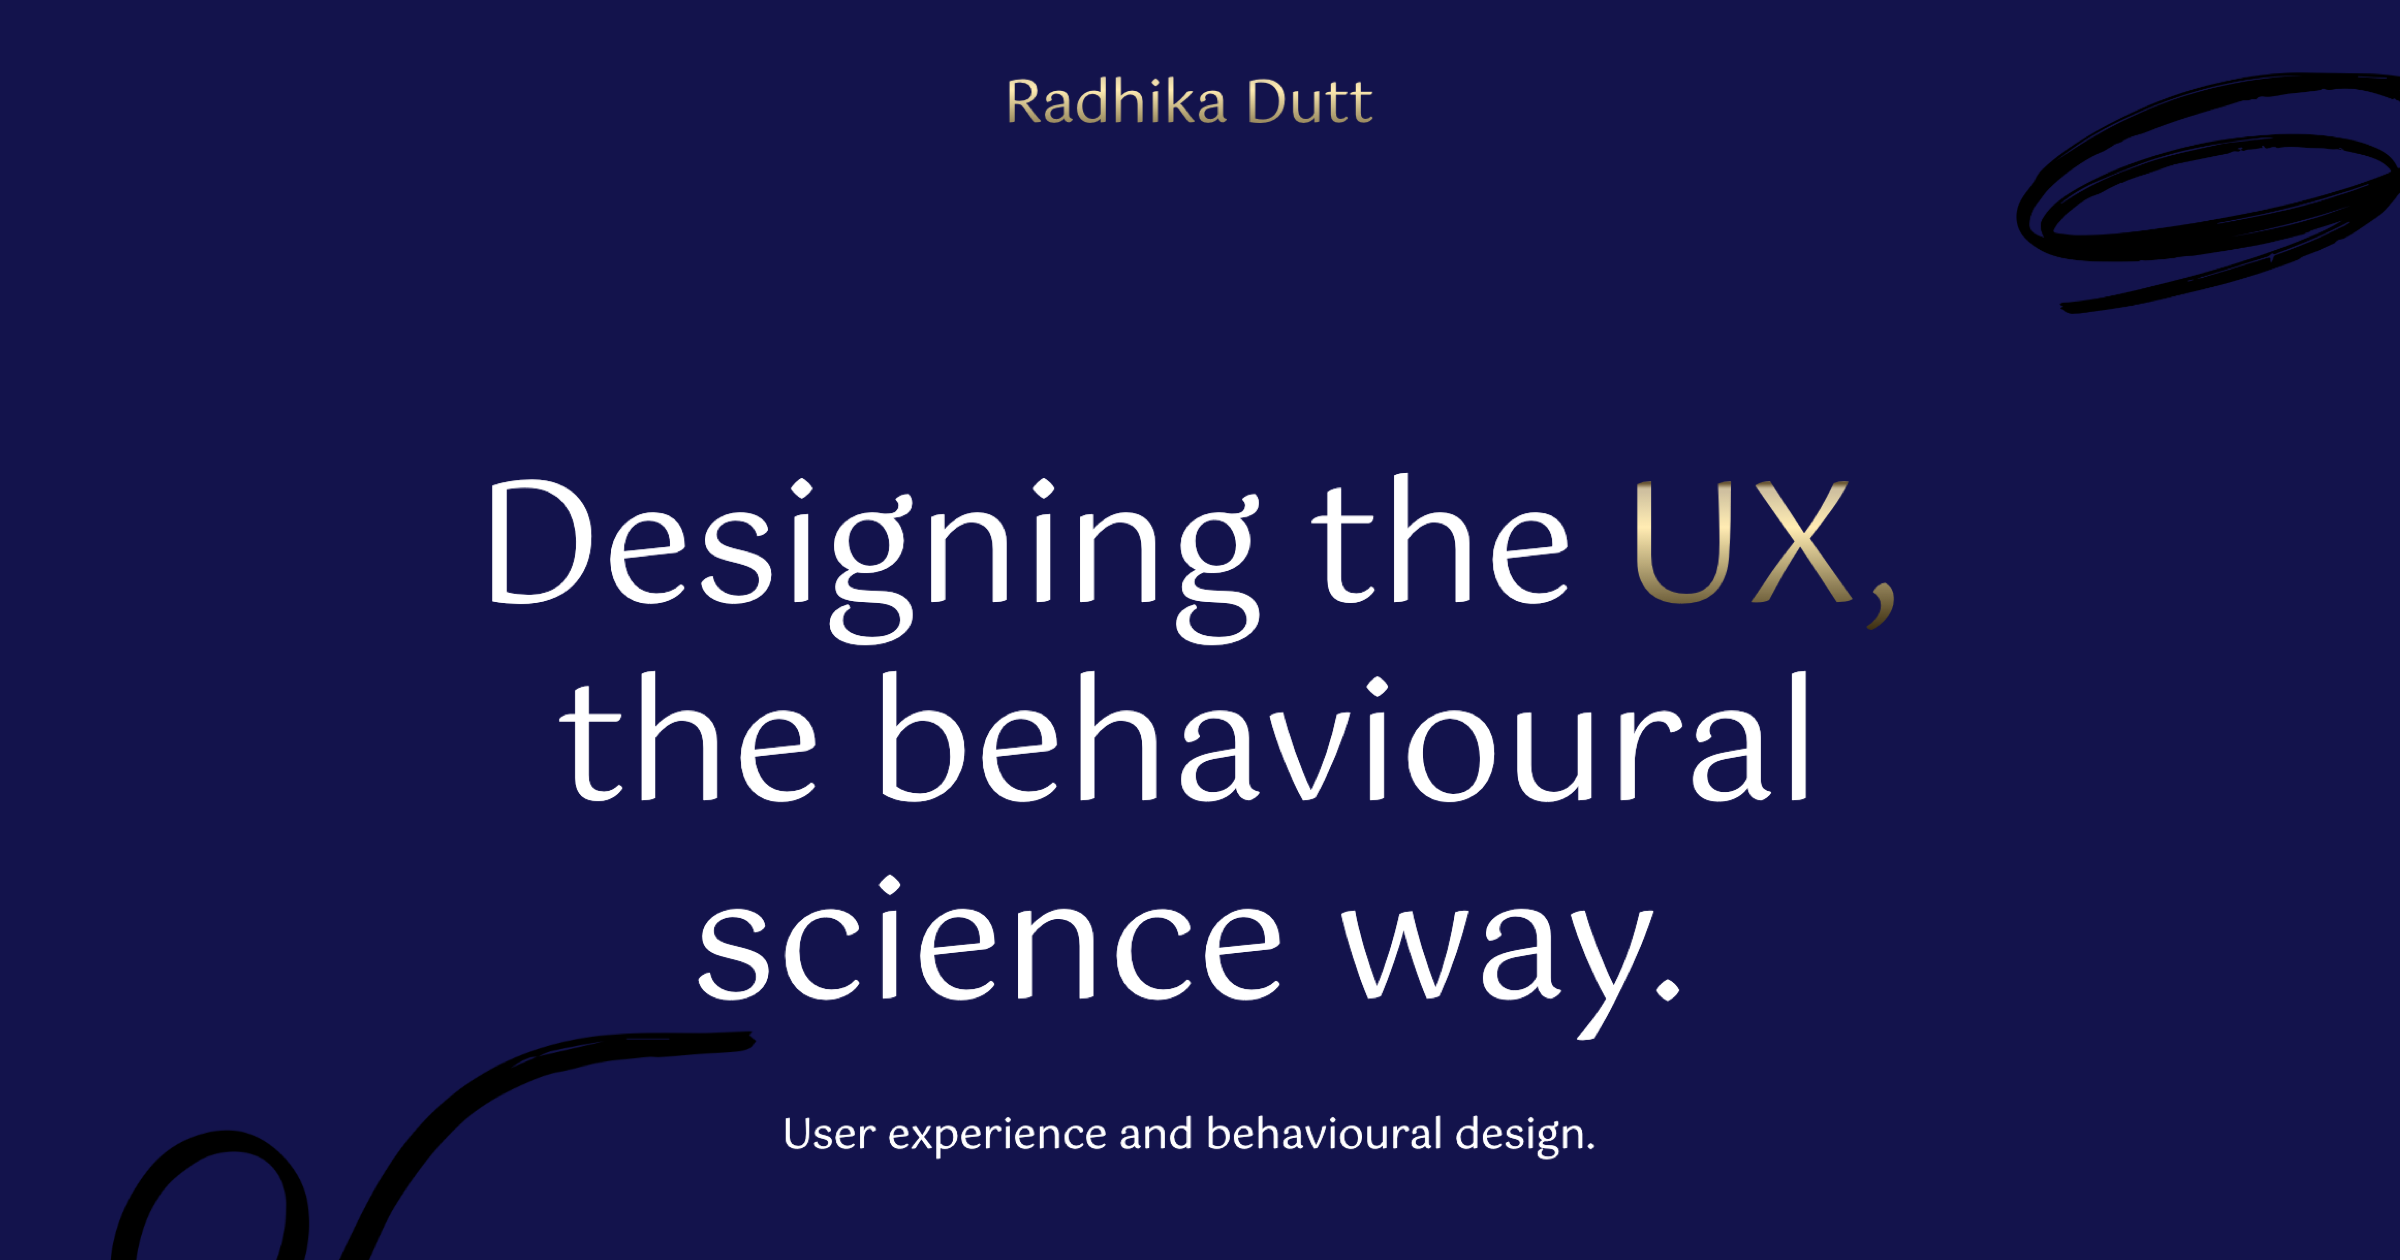 Radhika Dutt
Designing the UX,
the behavioural
science way.
User experience and behavioural design.